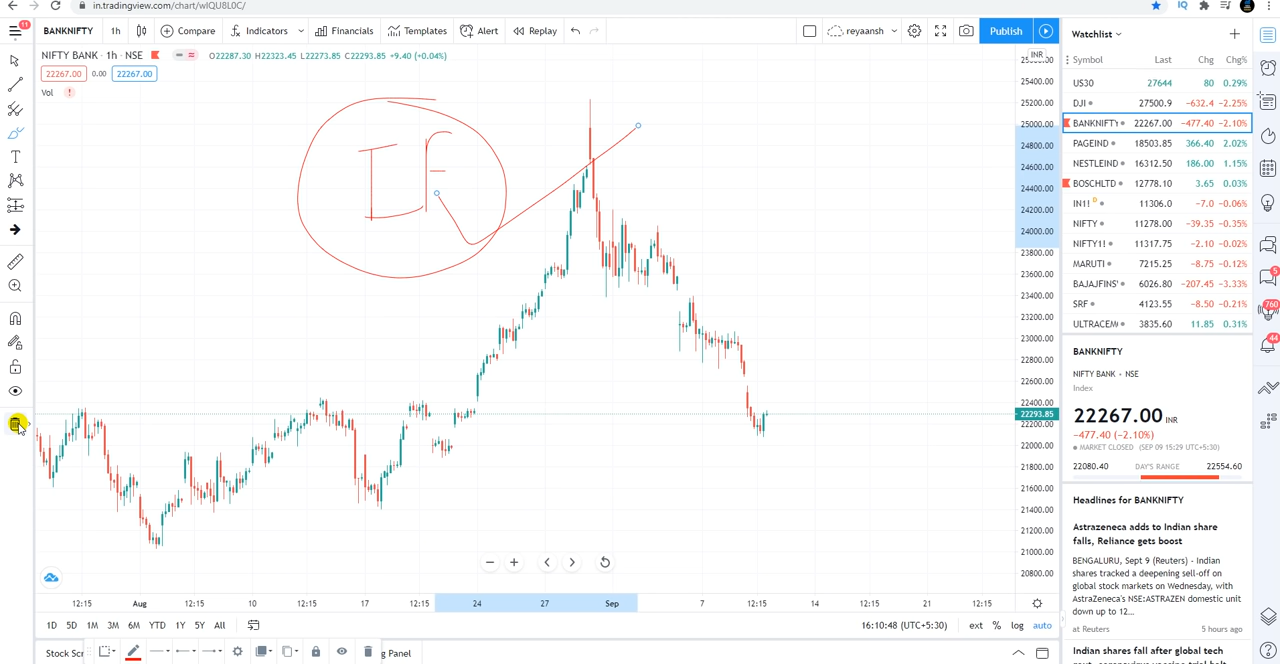 in.tradingview.com/chart/wIQU8L0C/
11
BANKNIFTY 1h Compare Indicators Financials Templates Alert Replay reyaansh Publish
NIFTY BANK · 1h · NSE O22287.30 H22323.45 L22273.85 C22293.85 +9.40 (+0.04%)
22267.00 0.00 22267.00
Vol !
INR
25400.00
25200.00
25000.00
24800.00
24600.00
24400.00
24200.00
24000.00
23800.00
23600.00
23400.00
23200.00
23000.00
22800.00
22600.00
22400.00
22293.85
22200.00
22000.00
21800.00
21600.00
21400.00
21200.00
21000.00
20800.00
12:15 Aug 12:15 10 12:15 17 12:15 24 27 Sep 7 12:15 14 12:15 21 12:15
1D 5D 1M 3M 6M YTD 1Y 5Y All
16:10:48 (UTC+5:30) ext % log auto
Stock Scr
g Panel
Watchlist
Symbol Last Chg Chg%
US30 27644 80 0.29%
DJI 27500.9 −632.4 −2.25%
BANKNIFTY 22267.00 −477.40 −2.10%
PAGEIND 18503.85 366.40 2.02%
NESTLEIND 16312.50 186.00 1.15%
BOSCHLTD 12778.10 3.65 0.03%
IN1! D 11306.0 −7.0 −0.06%
NIFTY 11278.00 −39.35 −0.35%
NIFTY1! 11317.75 −2.10 −0.02%
MARUTI 7215.25 −8.75 −0.12%
BAJAJFINS' 6026.80 −207.45 −3.33%
SRF 4123.55 −8.50 −0.21%
ULTRACEM 3835.60 11.85 0.31%
BANKNIFTY
NIFTY BANK · NSE
Index
22267.00 INR
−477.40 (−2.10%)
MARKET CLOSED (SEP 09 15:29 UTC+5:30)
22080.40 DAY'S RANGE 22554.60
Headlines for BANKNIFTY
Astrazeneca adds to Indian share
falls, Reliance gets boost
BENGALURU, Sept 9 (Reuters) - Indian
shares tracked a deepening sell-off on
global stock markets on Wednesday, with
AstraZeneca's NSE:ASTRAZEN domestic unit
down up to 12...
at Reuters 5 hours ago
Indian shares fall after global tech
5
760
44